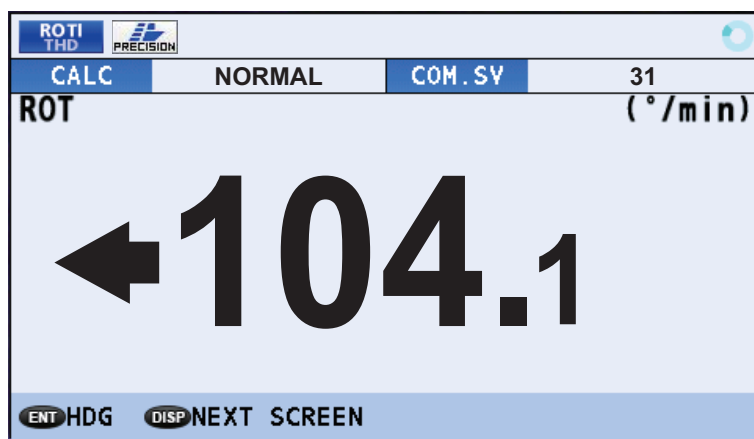 ROTI
THD
PRECISION
CALC NORMAL COM.SV 31
ROT (°/min)
104.1
ENT HDG DISP NEXT SCREEN